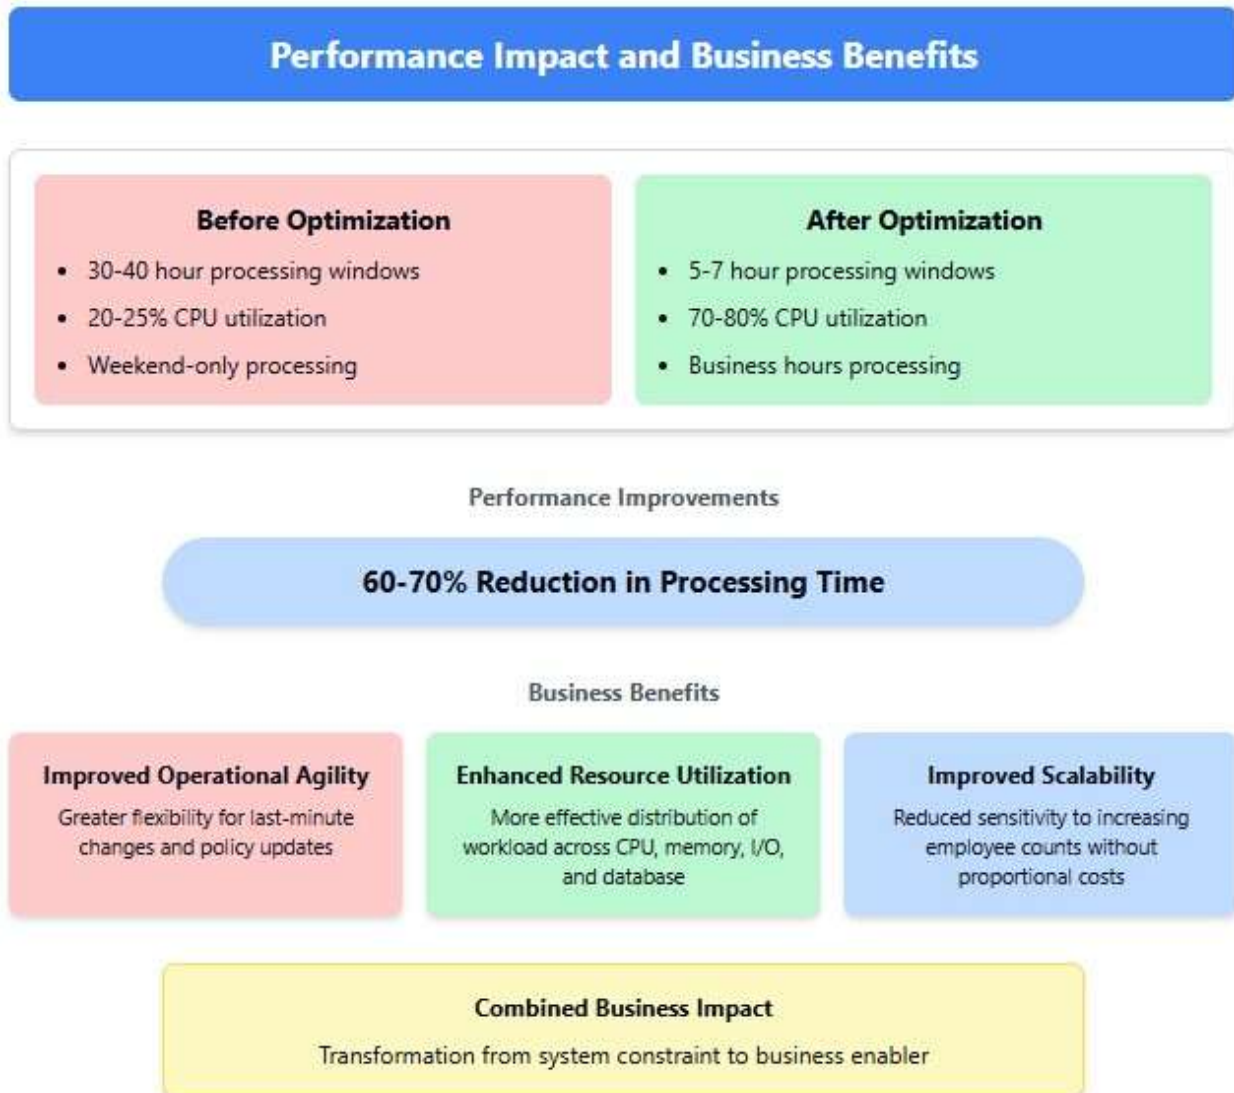 Performance Impact and Business Benefits
Before Optimization
• 30-40 hour processing windows
• 20-25% CPU utilization
• Weekend-only processing
After Optimization
• 5-7 hour processing windows
• 70-80% CPU utilization
• Business hours processing
Performance Improvements
60-70% Reduction in Processing Time
Business Benefits
Improved Operational Agility
Greater flexibility for last-minute
changes and policy updates
Enhanced Resource Utilization
More effective distribution of
workload across CPU, memory, I/O,
and database
Improved Scalability
Reduced sensitivity to increasing
employee counts without
proportional costs
Combined Business Impact
Transformation from system constraint to business enabler